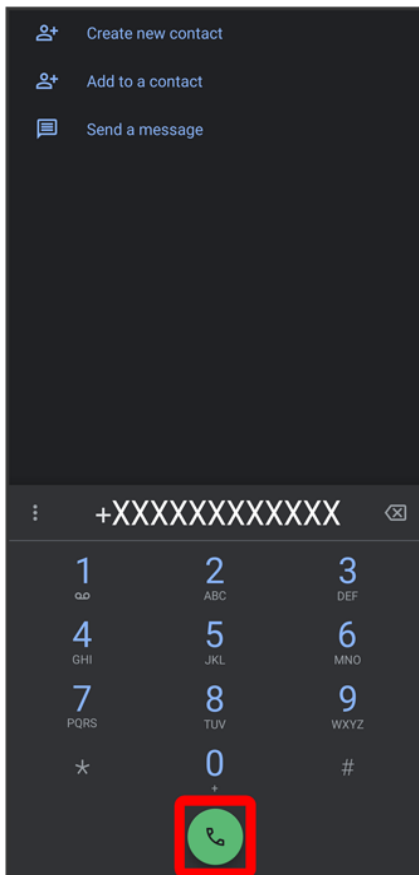 Create new contact
Add to a contact
Send a message
+XXXXXXXXXXXX
1 2 3
ABC DEF
4 5 6
GHI JKL MNO
7 8 9
PQRS TUV WXYZ
* 0 #
+